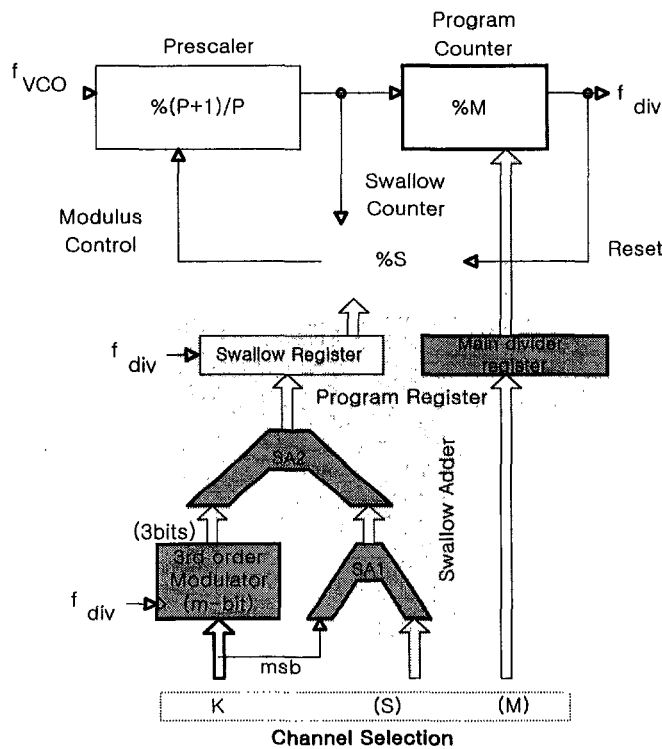 Program
Counter
Prescaler
f VCO
%(P+1)/P
%M
f div
Swallow
Counter
Modulus
Control
%S
Reset
f div
Swallow Register
Main divider
register
Program Register
SA2
Swallow Adder
(3bits)
3rd order
Modulator
(m-bit)
SA1
f div
msb
K
(S)
(M)
Channel Selection